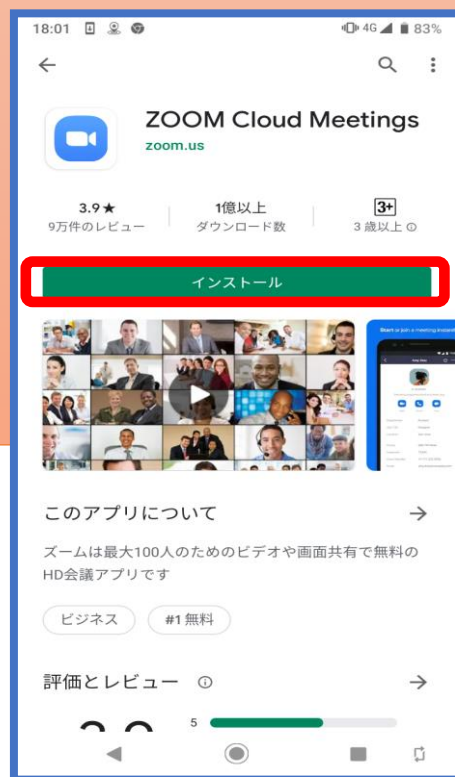 18:01 4G 83%
ZOOM Cloud Meetings
zoom.us
3.9★ 1億以上 3+
9万件のレビュー ダウンロード数 3 歳以上
インストール
Start or join a meeting instantly
このアプリについて →
ズームは最大100人のためのビデオや画面共有で無料の
HD会議アプリです
ビジネス #1 無料
評価とレビュー →
5